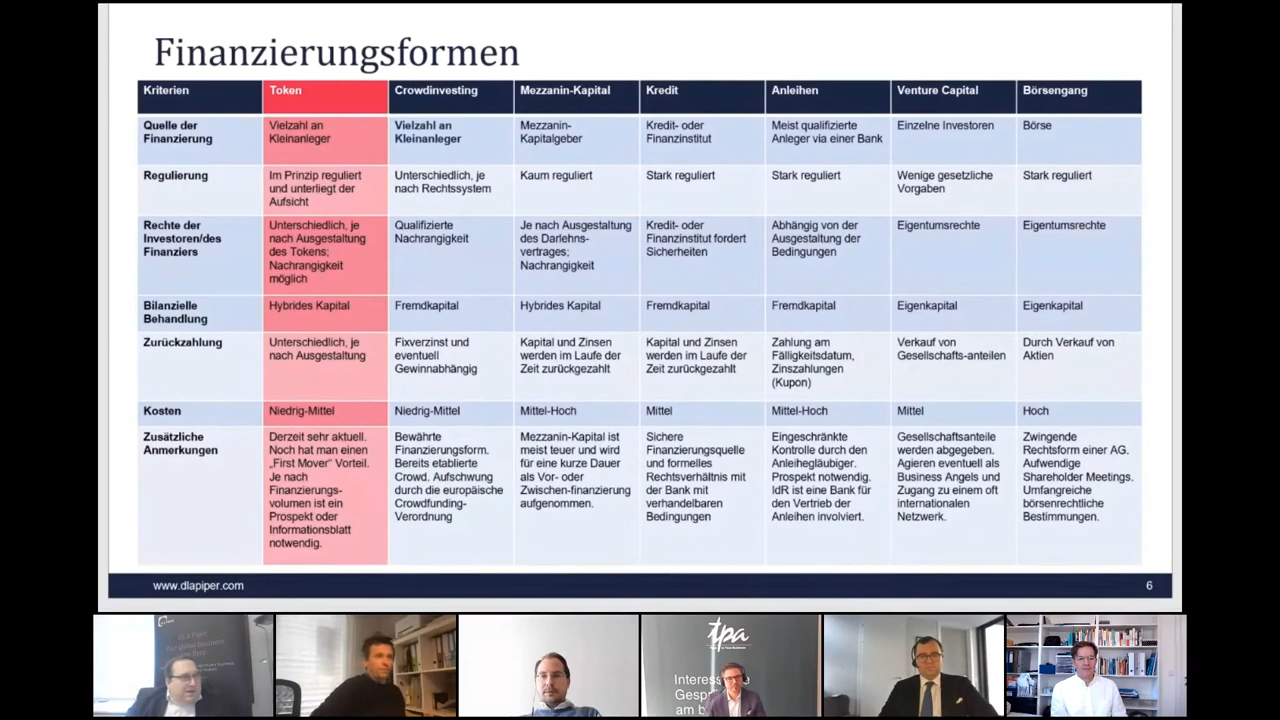 Finanzierungsformen
Kriterien
Token
Crowdinvesting
Mezzanin-Kapital
Kredit
Anleihen
Venture Capital
Börsengang
Quelle der
Finanzierung
Vielzahl an
Kleinanleger
Vielzahl an
Kleinanleger
Mezzanin-
Kapitalgeber
Kredit- oder
Finanzinstitut
Meist qualifizierte
Anleger via einer Bank
Einzelne Investoren
Börse
Regulierung
Im Prinzip reguliert
und unterliegt der
Aufsicht
Unterschiedlich, je
nach Rechtssystem
Kaum reguliert
Stark reguliert
Stark reguliert
Wenige gesetzliche
Vorgaben
Stark reguliert
Rechte der
Investoren/des
Finanziers
Unterschiedlich, je
nach Ausgestaltung
des Tokens;
Nachrangigkeit
möglich
Qualifizierte
Nachrangigkeit
Je nach Ausgestaltung
des Darlehns-
vertrages;
Nachrangigkeit
Kredit- oder
Finanzinstitut fordert
Sicherheiten
Abhängig von der
Ausgestaltung der
Bedingungen
Eigentumsrechte
Eigentumsrechte
Bilanzielle
Behandlung
Hybrides Kapital
Fremdkapital
Hybrides Kapital
Fremdkapital
Fremdkapital
Eigenkapital
Eigenkapital
Zurückzahlung
Unterschiedlich, je
nach Ausgestaltung
Fixverzinst und
eventuell
Gewinnabhängig
Kapital und Zinsen
werden im Laufe der
Zeit zurückgezahlt
Kapital und Zinsen
werden im Laufe der
Zeit zurückgezahlt
Zahlung am
Fälligkeitsdatum,
Zinszahlungen
(Kupon)
Verkauf von
Gesellschafts-anteilen
Durch Verkauf von
Aktien
Kosten
Niedrig-Mittel
Niedrig-Mittel
Mittel-Hoch
Mittel
Mittel-Hoch
Mittel
Hoch
Zusätzliche
Anmerkungen
Derzeit sehr aktuell.
Noch hat man einen
„First Mover“ Vorteil.
Je nach
Finanzierungs-
volumen ist ein
Prospekt oder
Informationsblatt
notwendig.
Bewährte
Finanzierungsform.
Bereits etablierte
Crowd. Aufschwung
durch die europäische
Crowdfunding-
Verordnung
Mezzanin-Kapital ist
meist teuer und wird
für eine kurze Dauer
als Vor- oder
Zwischen-finanzierung
aufgenommen.
Sichere
Finanzierungsquelle
und formelles
Rechtsverhältnis mit
der Bank mit
verhandelbaren
Bedingungen
Eingeschränkte
Kontrolle durch den
Anleihegläubiger.
Prospekt notwendig.
IdR ist eine Bank für
den Vertrieb der
Anleihen involviert.
Gesellschaftsanteile
werden abgegeben.
Agieren eventuell als
Business Angels und
Zugang zu einem oft
internationalen
Netzwerk.
Zwingende
Rechtsform einer AG.
Aufwendige
Shareholder Meetings.
Umfangreiche
börsenrechtliche
Bestimmungen.
www.dlapiper.com
6
DLA Piper
tpa
am